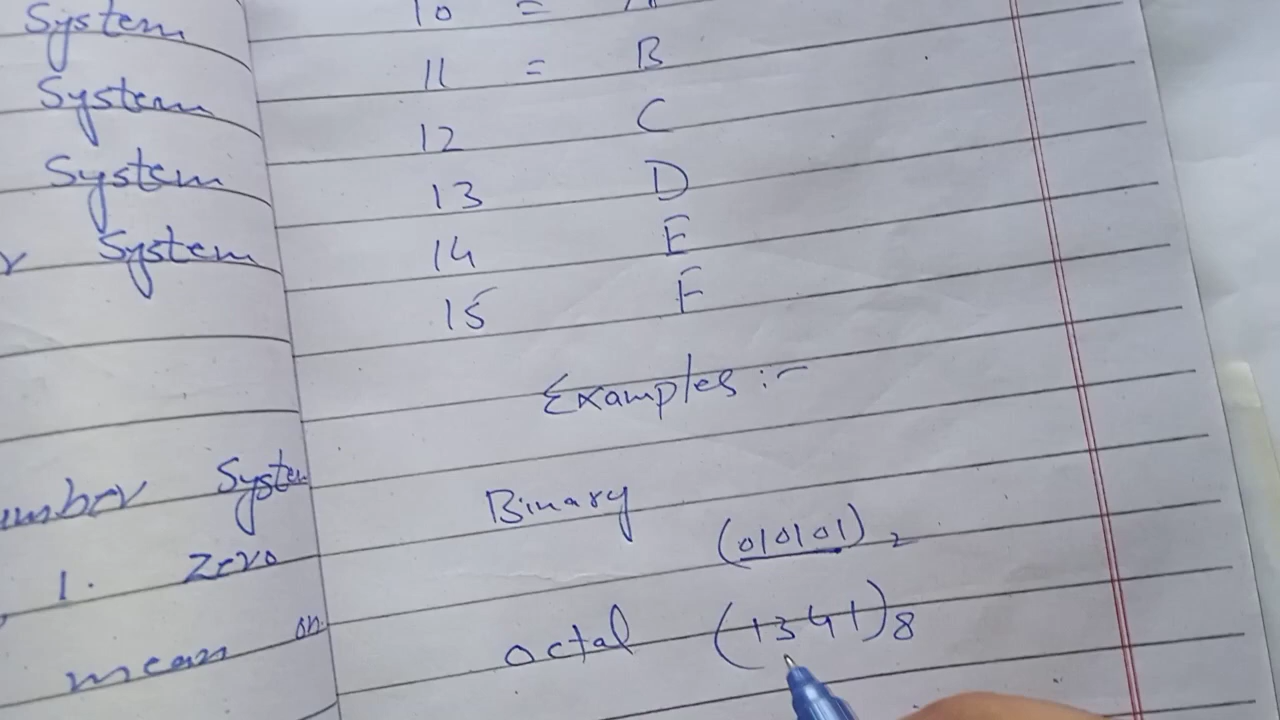 System
System
System
System
System
1. Zero
mean on
10 =
11 = B
12 C
13 D
14 E
15 F
Examples :-
Binary (010101)2
octal (1341)8